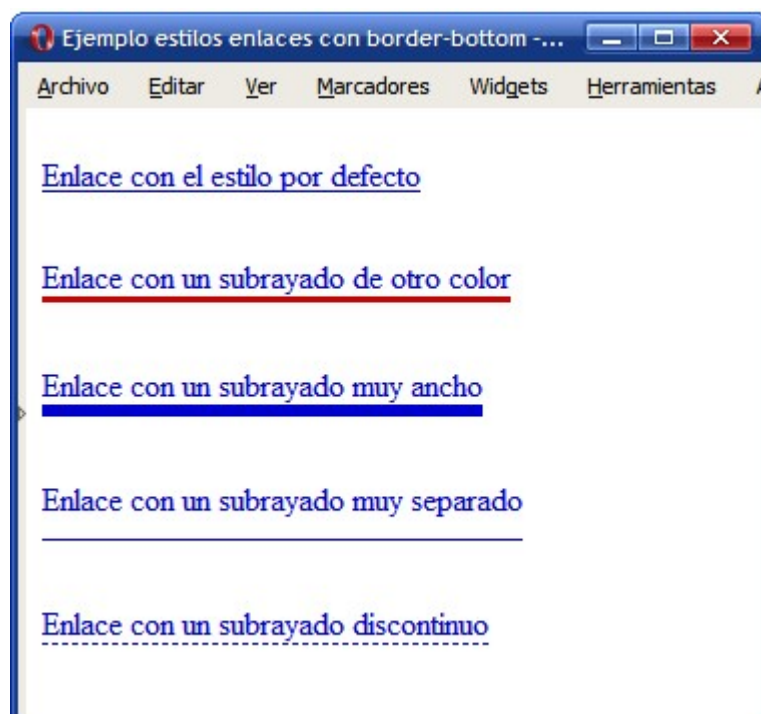 Ejemplo estilos enlaces con border-bottom -...
Archivo Editar Ver Marcadores Widgets Herramientas
Enlace con el estilo por defecto
Enlace con un subrayado de otro color
Enlace con un subrayado muy ancho
Enlace con un subrayado muy separado
Enlace con un subrayado discontinuo